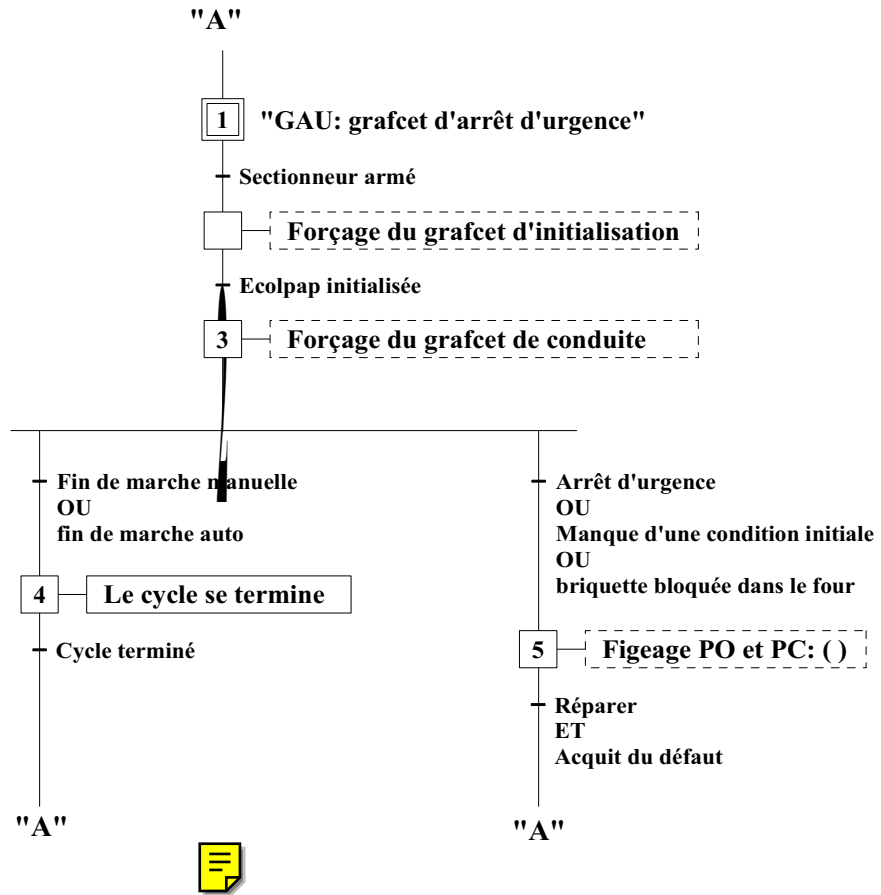 "A"
1 "GAU: grafcet d'arrêt d'urgence"
Sectionneur armé
Forçage du grafcet d'initialisation
Ecolpap initialisée
3 Forçage du grafcet de conduite
Fin de marche manuelle
OU
fin de marche auto
4 Le cycle se termine
Cycle terminé
"A"
Arrêt d'urgence
OU
Manque d'une condition initiale
OU
briquette bloquée dans le four
5 Figeage PO et PC: ( )
Réparer
ET
Acquit du défaut
"A"